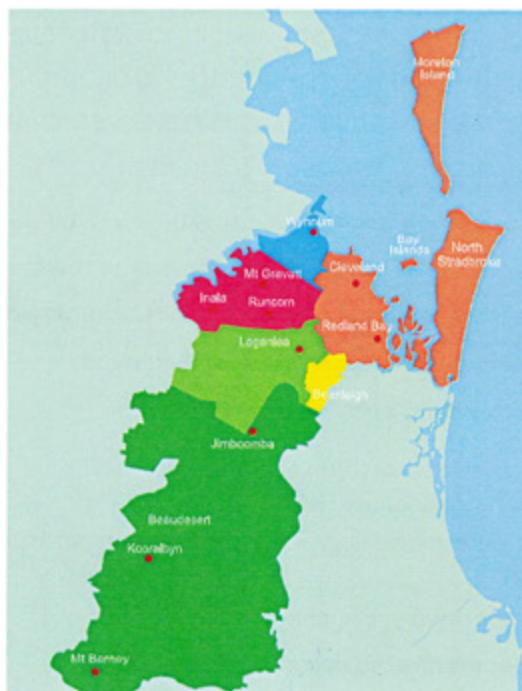 Moreton
Island
Wynnum
Bay
Islands
North
Stradbroke
Mt Gravatt
Cleveland
Inala
Runcorn
Redland Bay
Loganlea
Beenleigh
Jimboomba
Beaudesert
Kooralbyn
Mt Barney